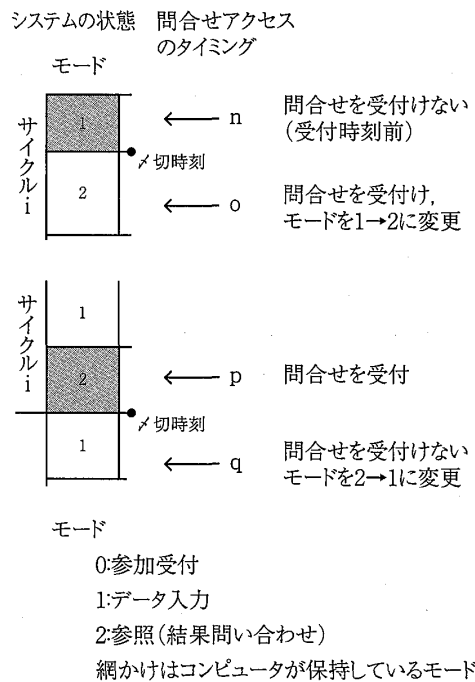 システムの状態
問合せアクセス
のタイミング
モード
サイクル・i
1
n
問合せを受付けない
(受付時刻前)
〆切時刻
2
o
問合せを受付け,
モードを1→2に変更
サイクル・i
1
2
p
問合せを受付
〆切時刻
1
q
問合せを受付けない
モードを2→1に変更
モード
0:参加受付
1:データ入力
2:参照(結果問い合わせ)
網かけはコンピュータが保持しているモード